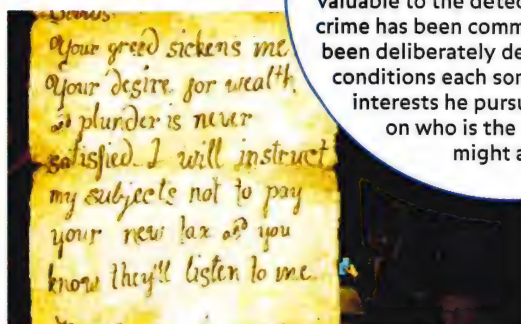 Your greed sickens me
Your desire for wealth,
and plunder is never
satisfied. I will instruct
my subjects not to pay
your new tax and you
know they'll listen to me.
valuable to the detec
crime has been comm
been deliberately de
conditions each so
interests he pursu
on who is the
might a